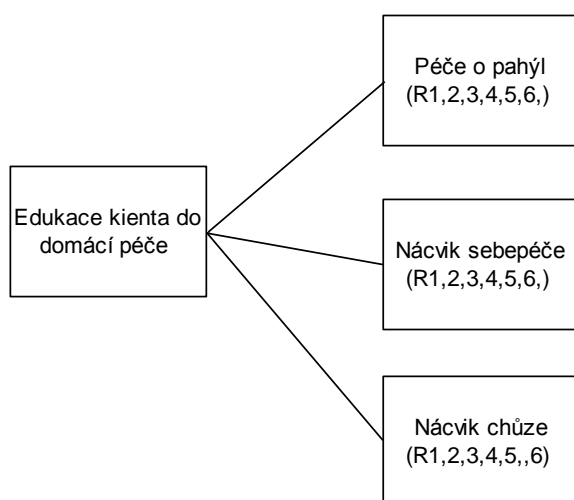 Péče o pahýl
(R1,2,3,4,5,6,)
Edukace kienta do
domácí péče
Nácvik sebepéče
(R1,2,3,4,5,6,)
Nácvik chůze
(R1,2,3,4,5,,6)